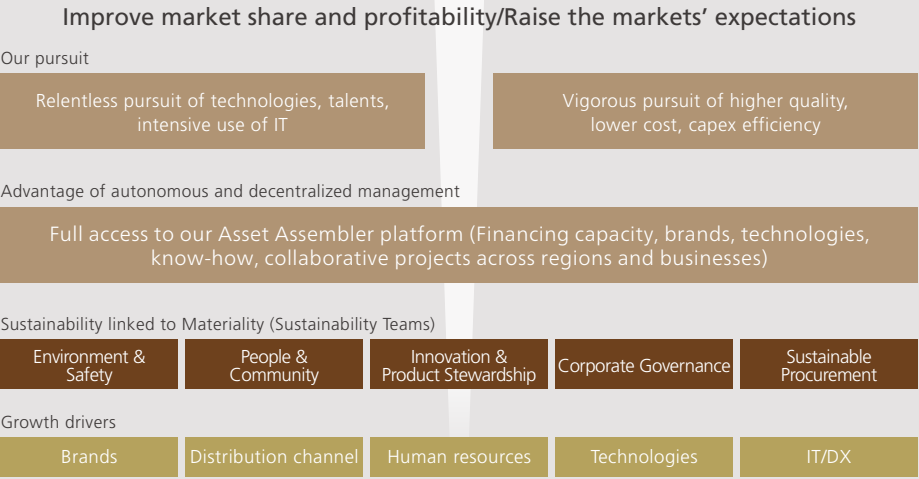 Improve market share and profitability/Raise the markets’ expectations
Our pursuit
Relentless pursuit of technologies, talents,
intensive use of IT
Vigorous pursuit of higher quality,
lower cost, capex efficiency
Advantage of autonomous and decentralized management
Full access to our Asset Assembler platform (Financing capacity, brands, technologies,
know-how, collaborative projects across regions and businesses)
Sustainability linked to Materiality (Sustainability Teams)
Environment &
Safety
People &
Community
Innovation &
Product Stewardship
Corporate Governance
Sustainable
Procurement
Growth drivers
Brands
Distribution channel
Human resources
Technologies
IT/DX